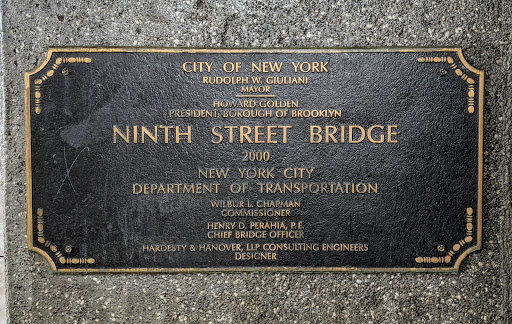 CITY OF NEW YORK
RUDOLPH W. GIULIANI
MAYOR
HOWARD GOLDEN
PRESIDENT, BOROUGH OF BROOKLYN
NINTH STREET BRIDGE
2000
NEW YORK CITY
DEPARTMENT OF TRANSPORTATION
WILBUR L. CHAPMAN
COMMISSIONER
HENRY D. PERAHIA, P.E.
CHIEF BRIDGE OFFICER
HARDESTY & HANOVER, LLP CONSULTING ENGINEERS
DESIGNER